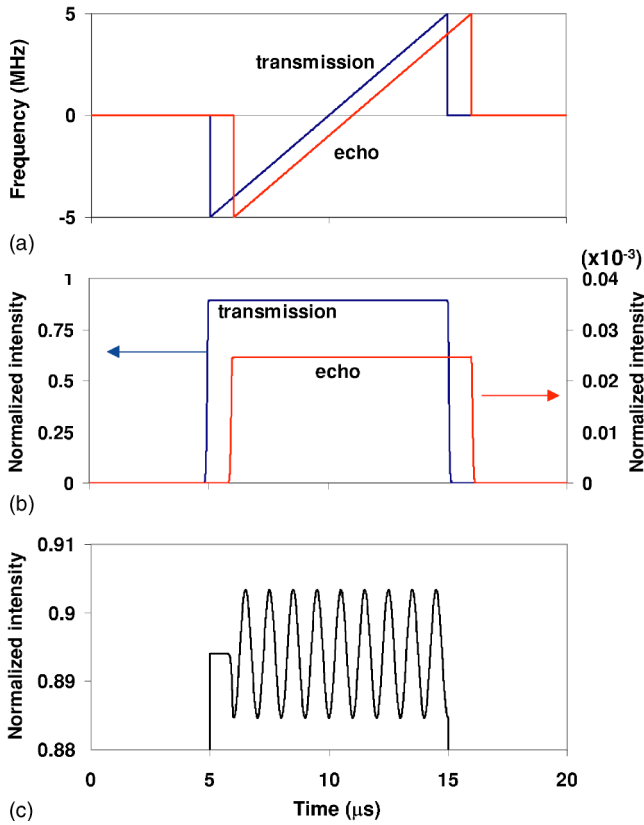 5
0
-5
Frequency (MHz)
transmission
echo
(a)
(x10-3)
1
0.75
0.5
0.25
0
Normalized intensity
transmission
echo
0.04
0.03
0.02
0.01
0
Normalized intensity
(b)
0.91
0.9
0.89
0.88
Normalized intensity
0 5 10 15 20
Time (μs)
(c)